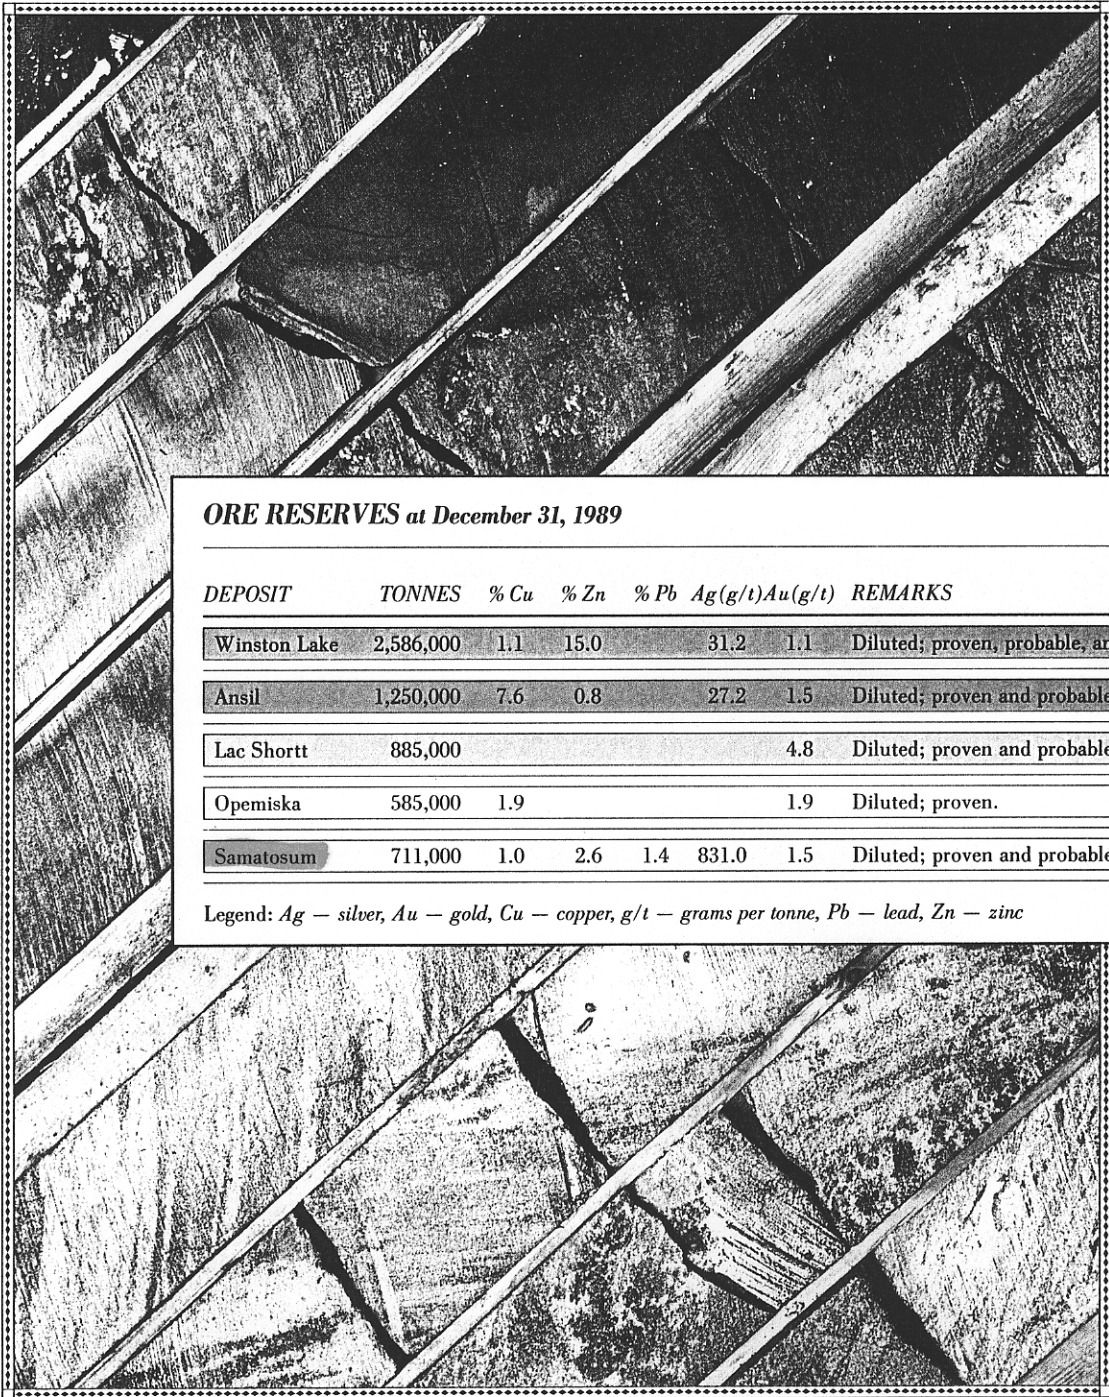 ORE RESERVES at December 31, 1989
DEPOSIT TONNES % Cu % Zn % Pb Ag (g/t) Au (g/t) REMARKS
Winston Lake 2,586,000 1.1 15.0 31.2 1.1 Diluted; proven, probable,
Ansil 1,250,000 7.6 0.8 27.2 1.5 Diluted; proven and probable
Lac Shortt 885,000 4.8 Diluted; proven and probable
Opemiska 585,000 1.9 1.9 Diluted; proven.
Samatosum 711,000 1.0 2.6 1.4 831.0 1.5 Diluted; proven and probable
Legend: Ag — silver, Au — gold, Cu — copper, g/t — grams per tonne, Pb — lead, Zn — zinc